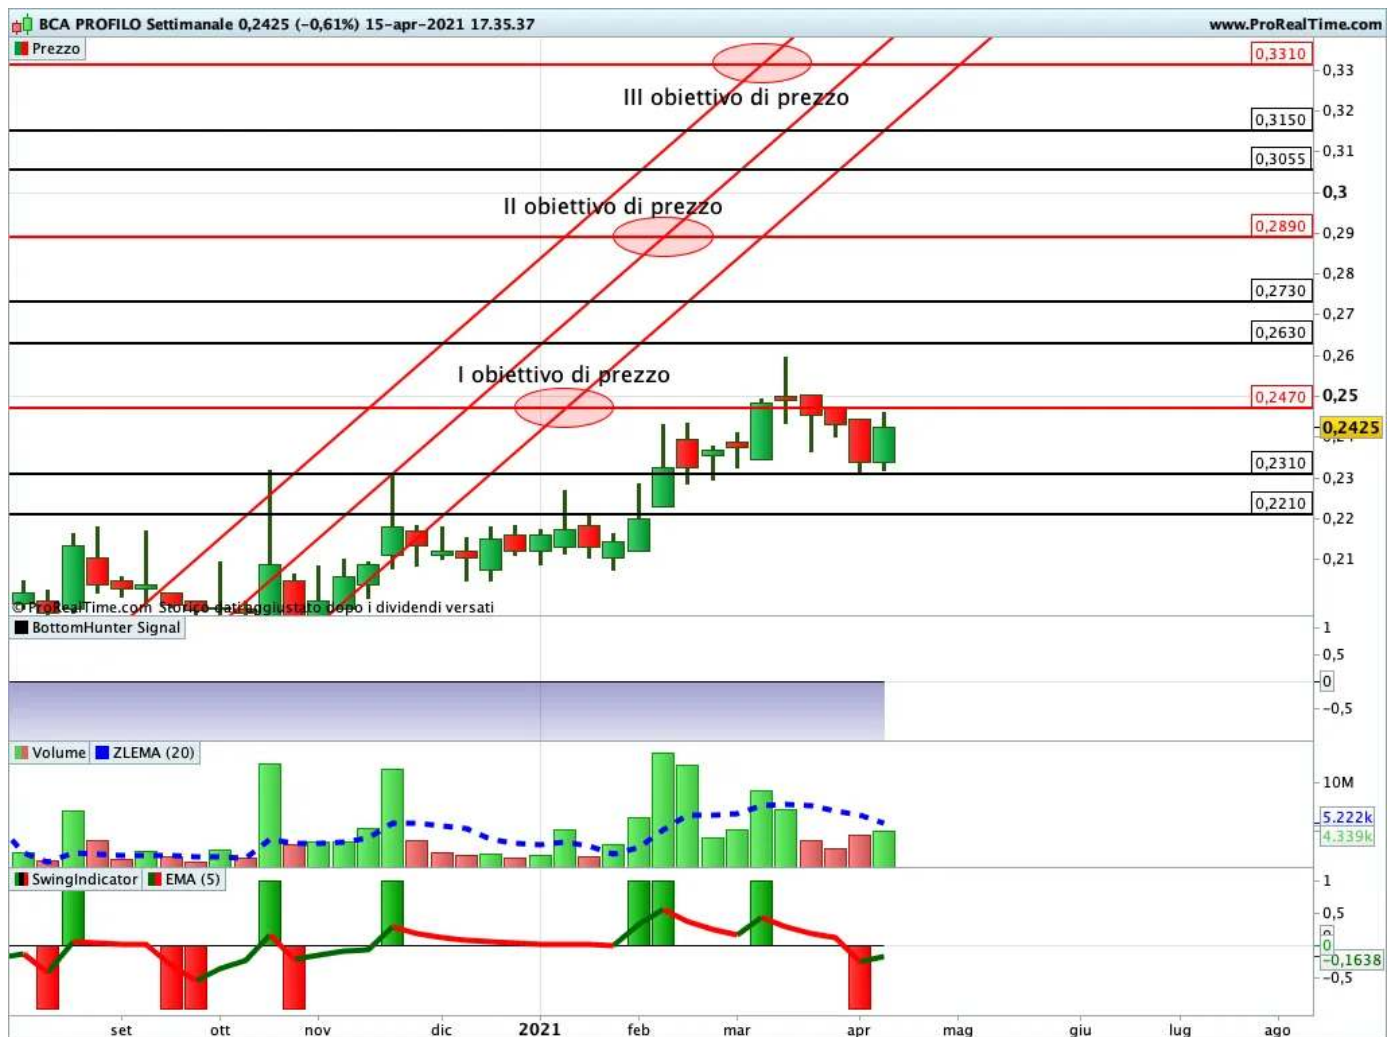 BCA PROFILO Settimanale 0,2425 (-0,61%) 15-apr-2021 17.35.37
www.ProRealTime.com
Prezzo
0,3310
0,33
III obiettivo di prezzo
0,32
0,3150
0,31
0,3055
0,3
II obiettivo di prezzo
0,2890
0,29
0,28
0,2730
0,27
0,2630
0,26
I obiettivo di prezzo
0,2470
0,25
0,2425
0,2310
0,23
0,2210
0,22
0,21
© ProRealTime.com Storico dati aggiustato dopo i dividendi versati
BottomHunter Signal
1
0,5
0
-0,5
Volume ZLEMA (20)
10M
5.222k
4.339k
SwingIndicator EMA (5)
1
0,5
0
-0,1638
-0,5
set ott nov dic 2021 feb mar apr mag giu lug ago